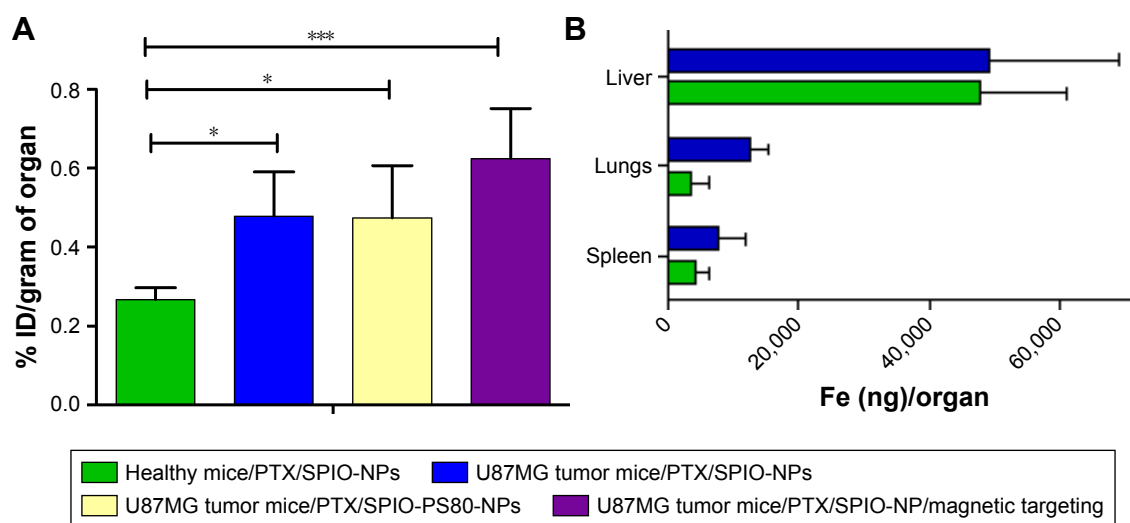 A
B
***
*
*
% ID/gram of organ
0.8
0.6
0.4
0.2
0.0
Liver
Lungs
Spleen
0
20,000
40,000
60,000
Fe (ng)/organ
Healthy mice/PTX/SPIO-NPs
U87MG tumor mice/PTX/SPIO-NPs
U87MG tumor mice/PTX/SPIO-PS80-NPs
U87MG tumor mice/PTX/SPIO-NP/magnetic targeting